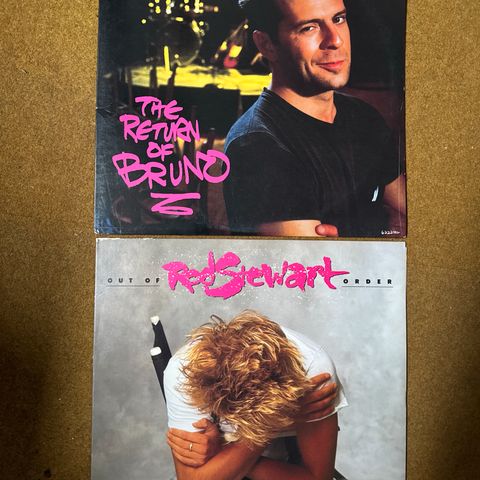 THE
RETURN
OF
BRUNO
OUT OF Rod Stewart ORDER